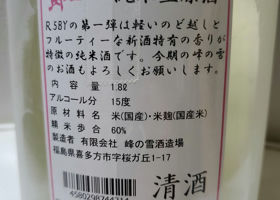 純米生原酒
R.5BYの第一弾は軽いのど越しと
フルーティーな新酒特有の香りが
特徴の純米酒です。今期の峰の雪
のお酒もよろしくお願いします。
内容量 1.8ℓ
アルコール分 15度
原材料名 米(国産)・米麹(国産米)
精米歩合 60%
製造者 有限会社 峰の雪酒造場
福島県喜多方市字桜ガ丘1-17
清酒
4580298744214